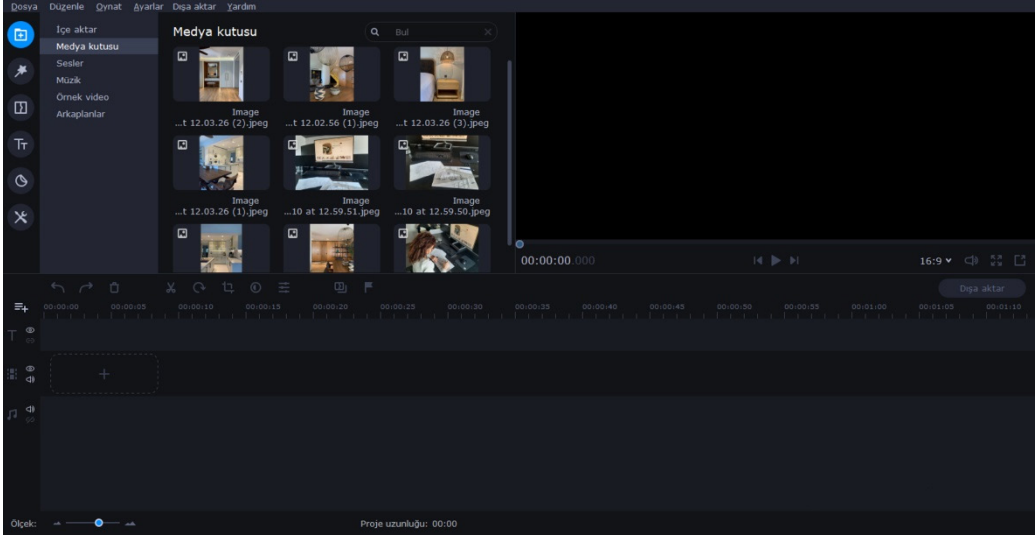 Dosya Düzenle Oynat Ayarlar Dışa aktar Yardım
İçe aktar
Medya kutusu
Sesler
Müzik
Örnek video
Arkaplanlar
Medya kutusu
Bul
Image
...t 12.03.26 (2).jpeg
Image
...t 12.02.56 (1).jpeg
Image
...t 12.03.26 (3).jpeg
Image
...t 12.03.26 (1).jpeg
Image
...10 at 12.59.51.jpeg
Image
...10 at 12.59.50.jpeg
00:00:00.000
16:9
Dışa aktar
00:00:00 00:00:05 00:00:10 00:00:15 00:00:20 00:00:25 00:00:30 00:00:35 00:00:40 00:00:45 00:00:50 00:00:55 00:01:00 00:01:05 00:01:10
Ölçek:
Proje uzunluğu: 00:00